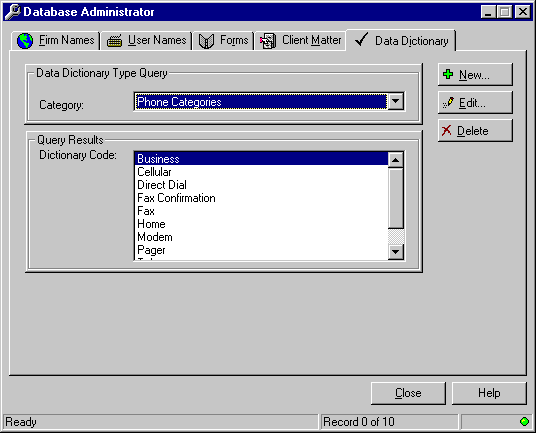 Database Administrator
Firm Names User Names Forms Client Matter Data Dictionary
Data Dictionary Type Query
Category: Phone Categories
New...
Edit...
Delete
Query Results
Dictionary Code: Business
Cellular
Direct Dial
Fax Confirmation
Fax
Home
Modem
Pager
Close Help
Ready Record 0 of 10